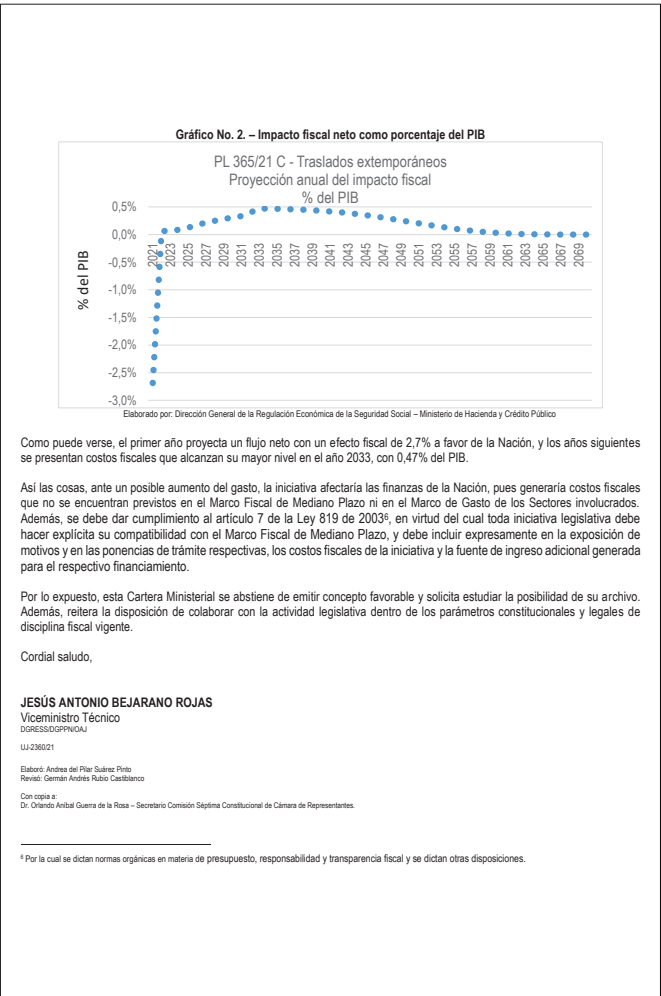 Gráfico No. 2. – Impacto fiscal neto como porcentaje del PIB
PL 365/21 C - Traslados extemporáneos
Proyección anual del impacto fiscal
% del PIB
0,5%
0,0%
-0,5%
-1,0%
-1,5%
-2,0%
-2,5%
-3,0%
% del PIB
2021
2023
2025
2027
2029
2031
2033
2035
2037
2039
2041
2043
2045
2047
2049
2051
2053
2055
2057
2059
2061
2063
2065
2067
2069
Elaborado por: Dirección General de la Regulación Económica de la Seguridad Social – Ministerio de Hacienda y Crédito Público
Como puede verse, el primer año proyecta un flujo neto con un efecto fiscal de 2,7% a favor de la Nación, y los años siguientes
se presentan costos fiscales que alcanzan su mayor nivel en el año 2033, con 0,47% del PIB.
Así las cosas, ante un posible aumento del gasto, la iniciativa afectaría las finanzas de la Nación, pues generaría costos fiscales
que no se encuentran previstos en el Marco Fiscal de Mediano Plazo ni en el Marco de Gasto de los Sectores involucrados.
Además, se debe dar cumplimiento al artículo 7 de la Ley 819 de 2003⁶, en virtud del cual toda iniciativa legislativa debe
hacer explícita su compatibilidad con el Marco Fiscal de Mediano Plazo, y debe incluir expresamente en la exposición de
motivos y en las ponencias de trámite respectivas, los costos fiscales de la iniciativa y la fuente de ingreso adicional generada
para el respectivo financiamiento.
Por lo expuesto, esta Cartera Ministerial se abstiene de emitir concepto favorable y solicita estudiar la posibilidad de su archivo.
Además, reitera la disposición de colaborar con la actividad legislativa dentro de los parámetros constitucionales y legales de
disciplina fiscal vigente.
Cordial saludo,
JESÚS ANTONIO BEJARANO ROJAS
Viceministro Técnico
DGRESS/DGPPN/OAJ
UJ-2360/21
Elaboró: Andrea del Pilar Suárez Pinto
Revisó: Germán Andrés Rubio Castiblanco
Con copia a:
Dr. Orlando Aníbal Guerra de la Rosa – Secretario Comisión Séptima Constitucional de Cámara de Representantes.
⁶ Por la cual se dictan normas orgánicas en materia de presupuesto, responsabilidad y transparencia fiscal y se dictan otras disposiciones.